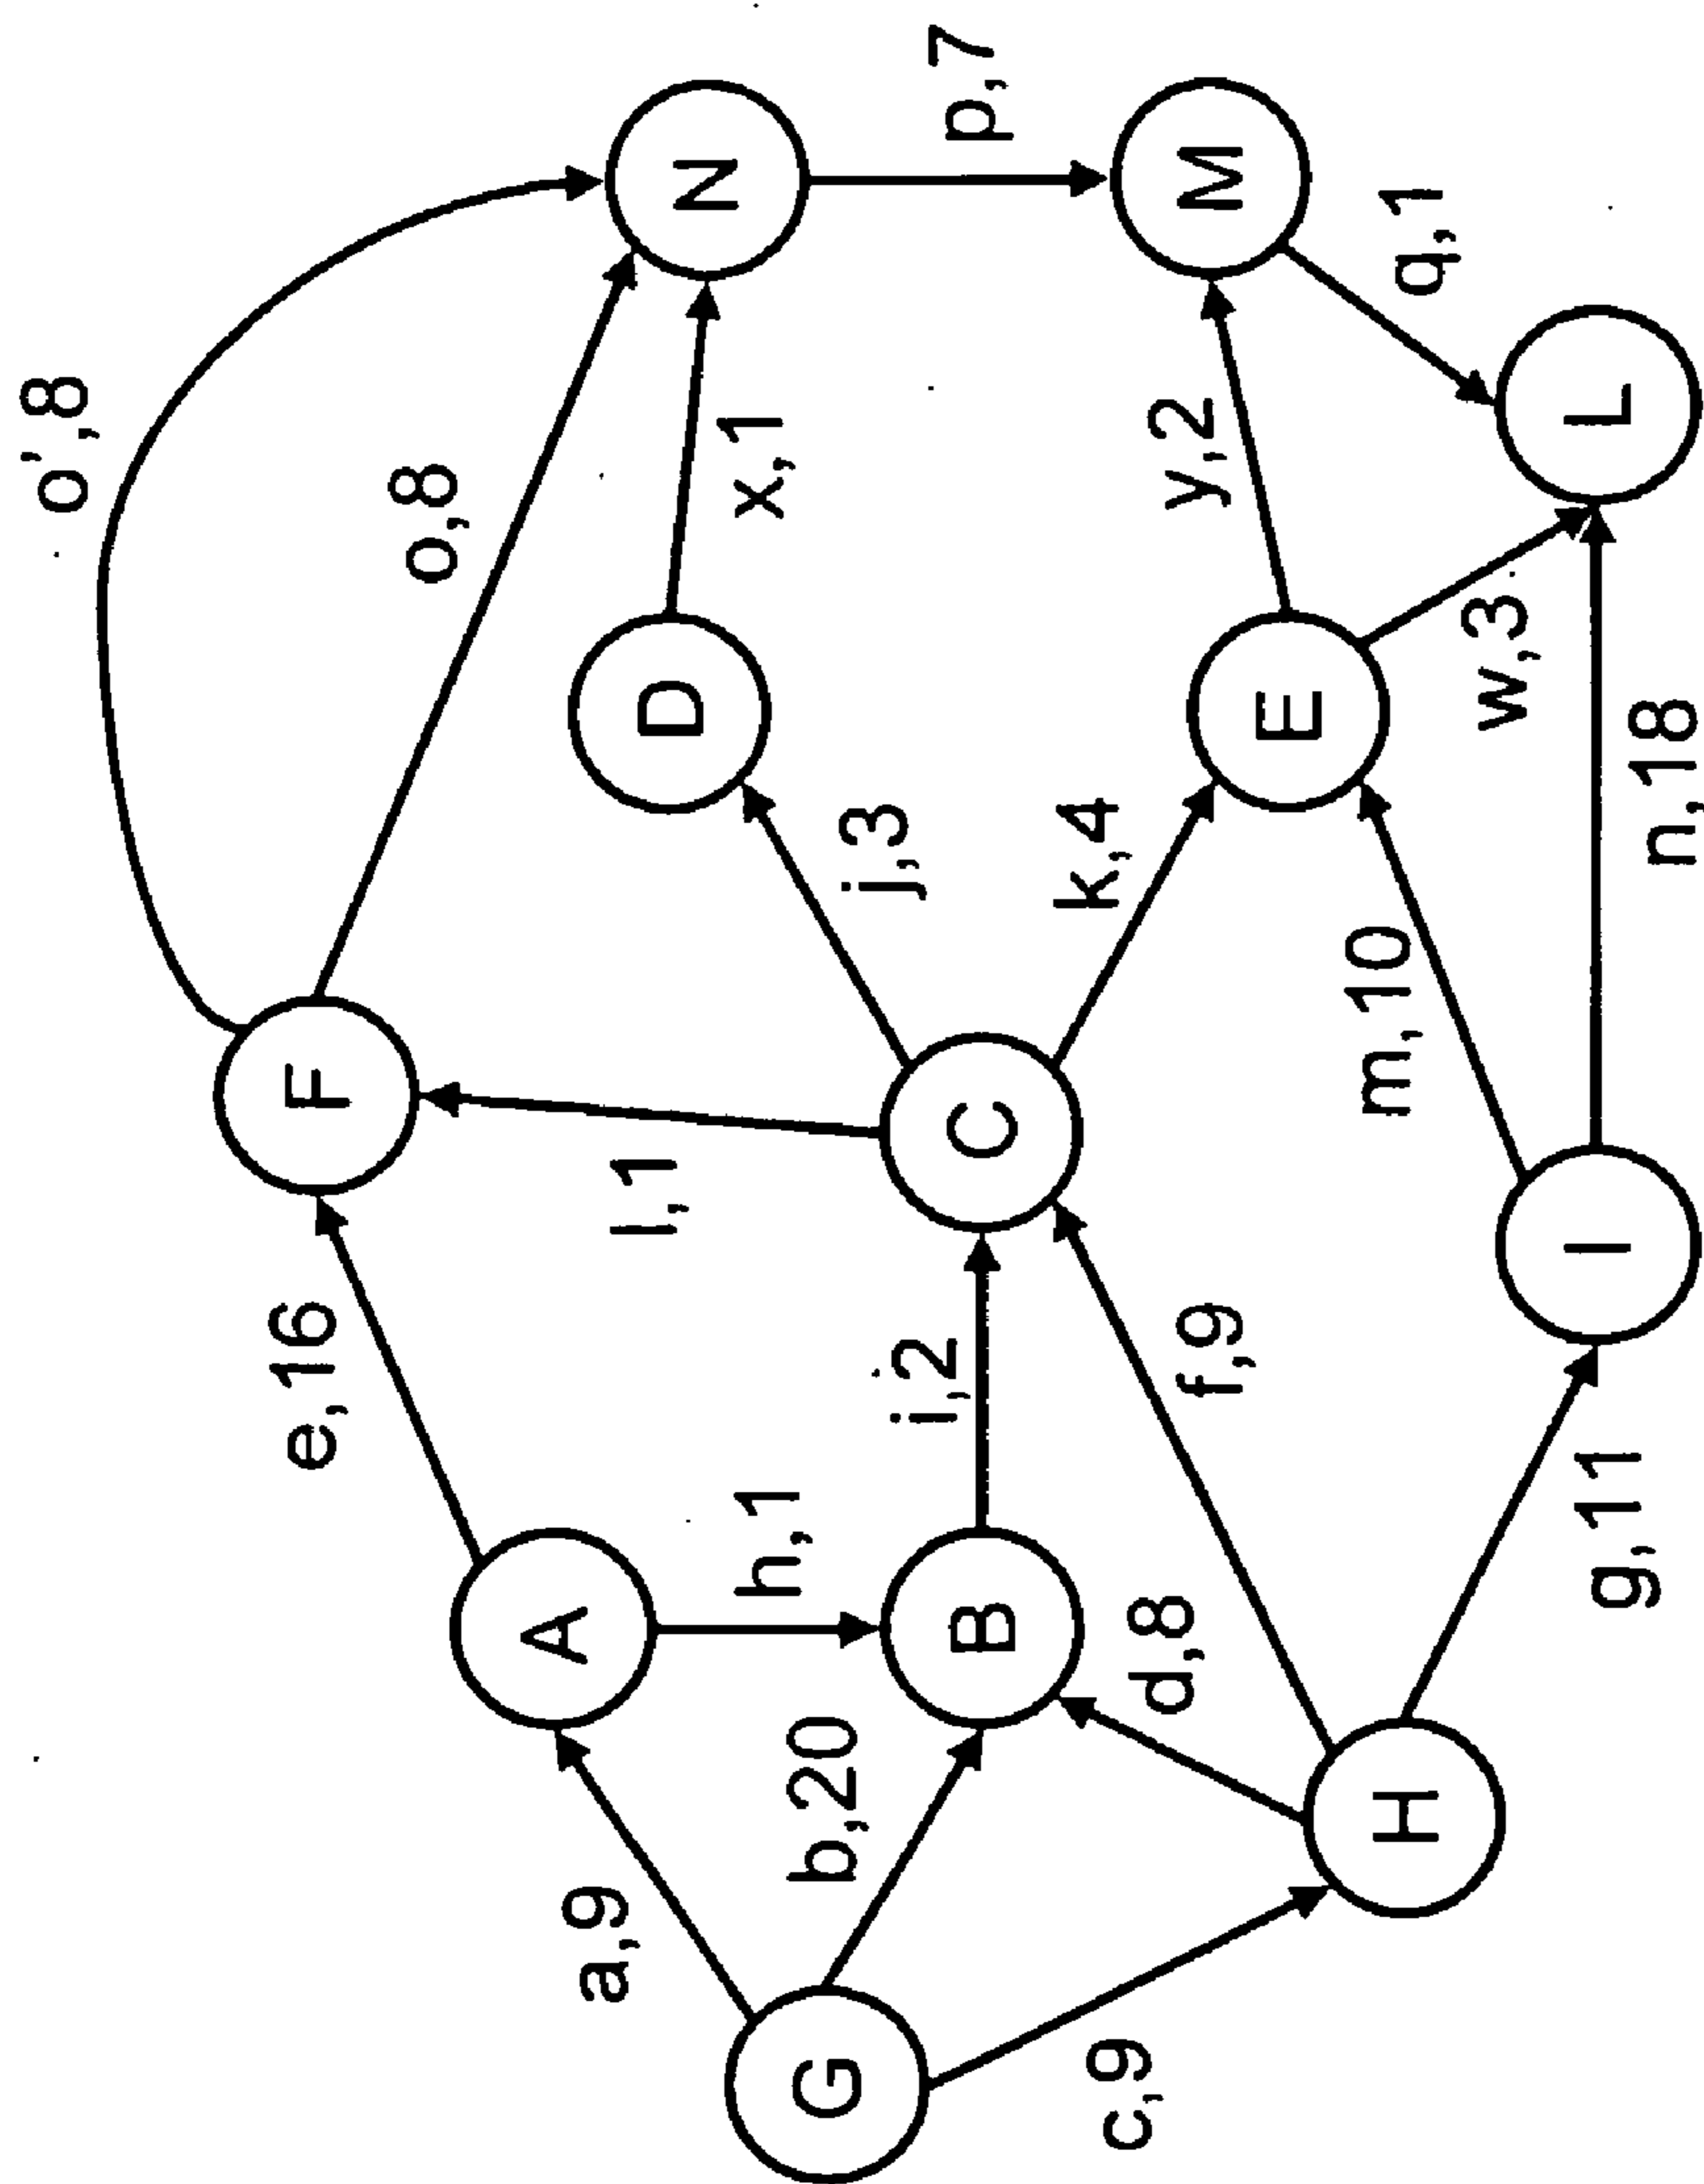 o',8
o,8
N
p,7
x,1
D
M
y,2
q,1
L
E
w,3
j,3
k,4
F
l,1
C
m,10
n,18
I
e,16
i,2
f,9
A
h,1
B
d,8
g,11
a,9
b,20
H
G
c,9